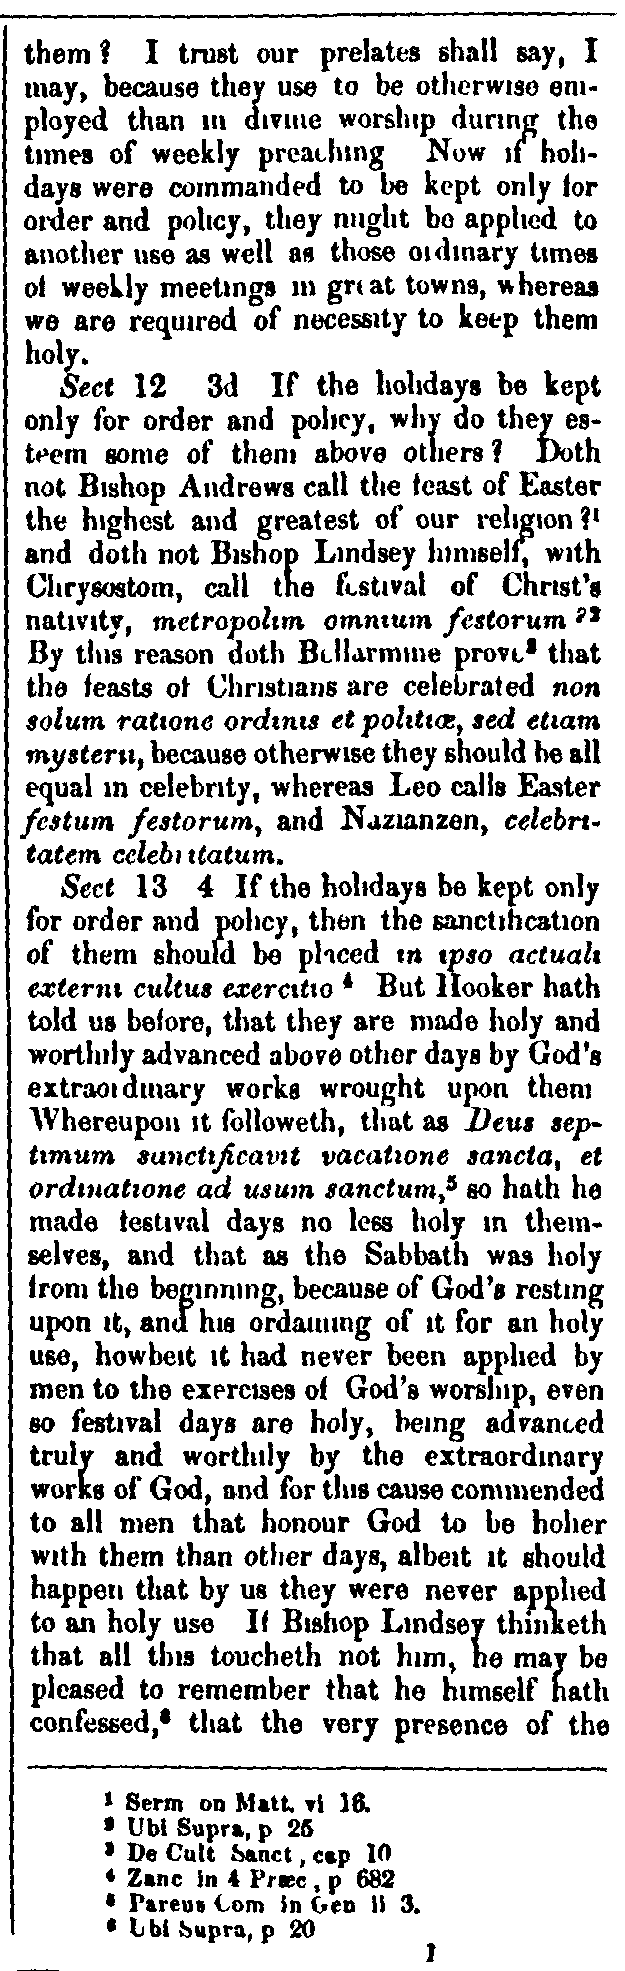 them? I trust our prelates shall say, I
may, because they use to be otherwise em-
ployed than in divine worship during the
times of weekly preaching Now if holi-
days were commanded to be kept only for
order and policy, they might be applied to
another use as well as those ordinary times
of weekly meetings in great towns, whereas
we are required of necessity to keep them
holy.
Sect 12 3d If the holidays be kept
only for order and policy, why do they es-
teem some of them above others? Doth
not Bishop Andrews call the feast of Easter
the highest and greatest of our religion?¹
and doth not Bishop Lindsey himself, with
Chrysostom, call the festival of Christ's
nativity, metropolim omnium festorum?²
By this reason doth Bellarmine prove³ that
the feasts of Christians are celebrated non
solum ratione ordinis et politiæ, sed etiam
mysterii, because otherwise they should be all
equal in celebrity, whereas Leo calls Easter
festum festorum, and Nazianzen, celebri-
tatem celebritatum.
Sect 13 4 If the holidays be kept only
for order and policy, then the sanctification
of them should be placed in ipso actuali
externi cultus exercitio⁴ But Hooker hath
told us before, that they are made holy and
worthily advanced above other days by God's
extraordinary works wrought upon them
Whereupon it followeth, that as Deus sep-
timum sanctificavit vacatione sancta, et
ordinatione ad usum sanctum,⁵ so hath he
made festival days no less holy in them-
selves, and that as the Sabbath was holy
from the beginning, because of God's resting
upon it, and his ordaining of it for an holy
use, howbeit it had never been applied by
men to the exercises of God's worship, even
so festival days are holy, being advanced
truly and worthily by the extraordinary
works of God, and for this cause commended
to all men that honour God to be holier
with them than other days, albeit it should
happen that by us they were never applied
to an holy use If Bishop Lindsey thinketh
that all this toucheth not him, he may be
pleased to remember that he himself hath
confessed,⁶ that the very presence of the
¹ Serm on Matt. vi 16.
² Ubi Supra, p 25
³ De Cult Sanct, cap 10
⁴ Zanc in 4 Præc, p 682
⁵ Pareus Com in Gen ii 3.
⁶ Ubi Supra, p 20
I